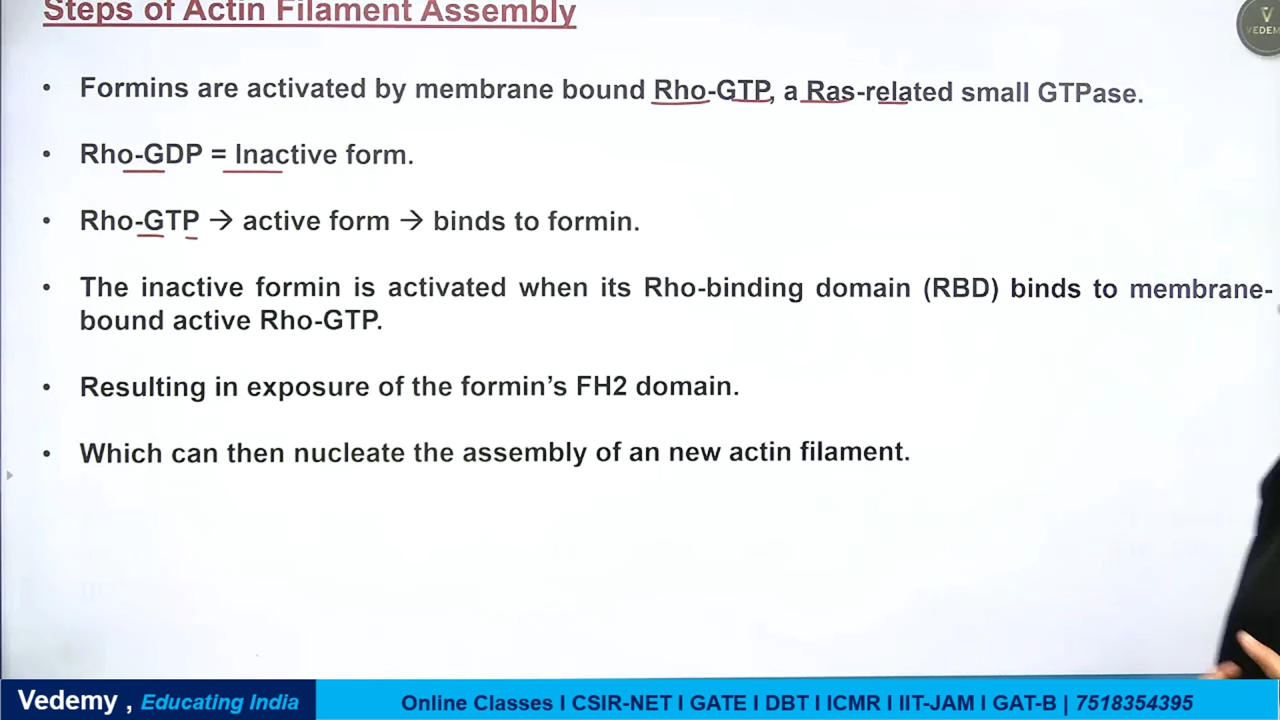 Steps of Actin Filament Assembly
V
VEDEM
• Formins are activated by membrane bound Rho-GTP, a Ras-related small GTPase.
• Rho-GDP = Inactive form.
• Rho-GTP → active form → binds to formin.
• The inactive formin is activated when its Rho-binding domain (RBD) binds to membrane-
bound active Rho-GTP.
• Resulting in exposure of the formin’s FH2 domain.
• Which can then nucleate the assembly of an new actin filament.
Vedemy , Educating India
Online Classes I CSIR-NET I GATE I DBT I ICMR I IIT-JAM I GAT-B | 7518354395